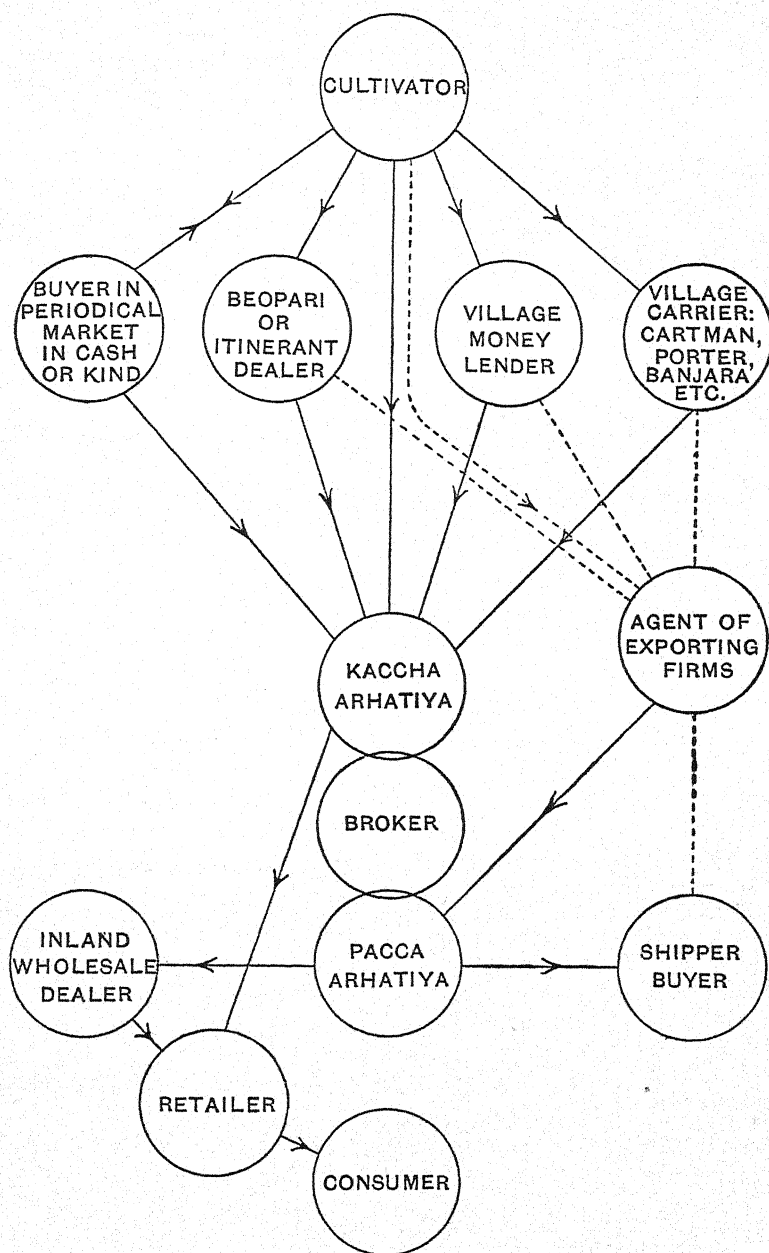 CULTIVATOR
BUYER IN
PERIODICAL
MARKET
IN CASH
OR KIND
BEOPARI
OR
ITINERANT
DEALER
VILLAGE
MONEY
LENDER
VILLAGE
CARRIER:
CARTMAN,
PORTER,
BANJARA
ETC.
KACCHA
ARHATIYA
AGENT OF
EXPORTING
FIRMS
BROKER
INLAND
WHOLESALE
DEALER
PACCA
ARHATIYA
SHIPPER
BUYER
RETAILER
CONSUMER